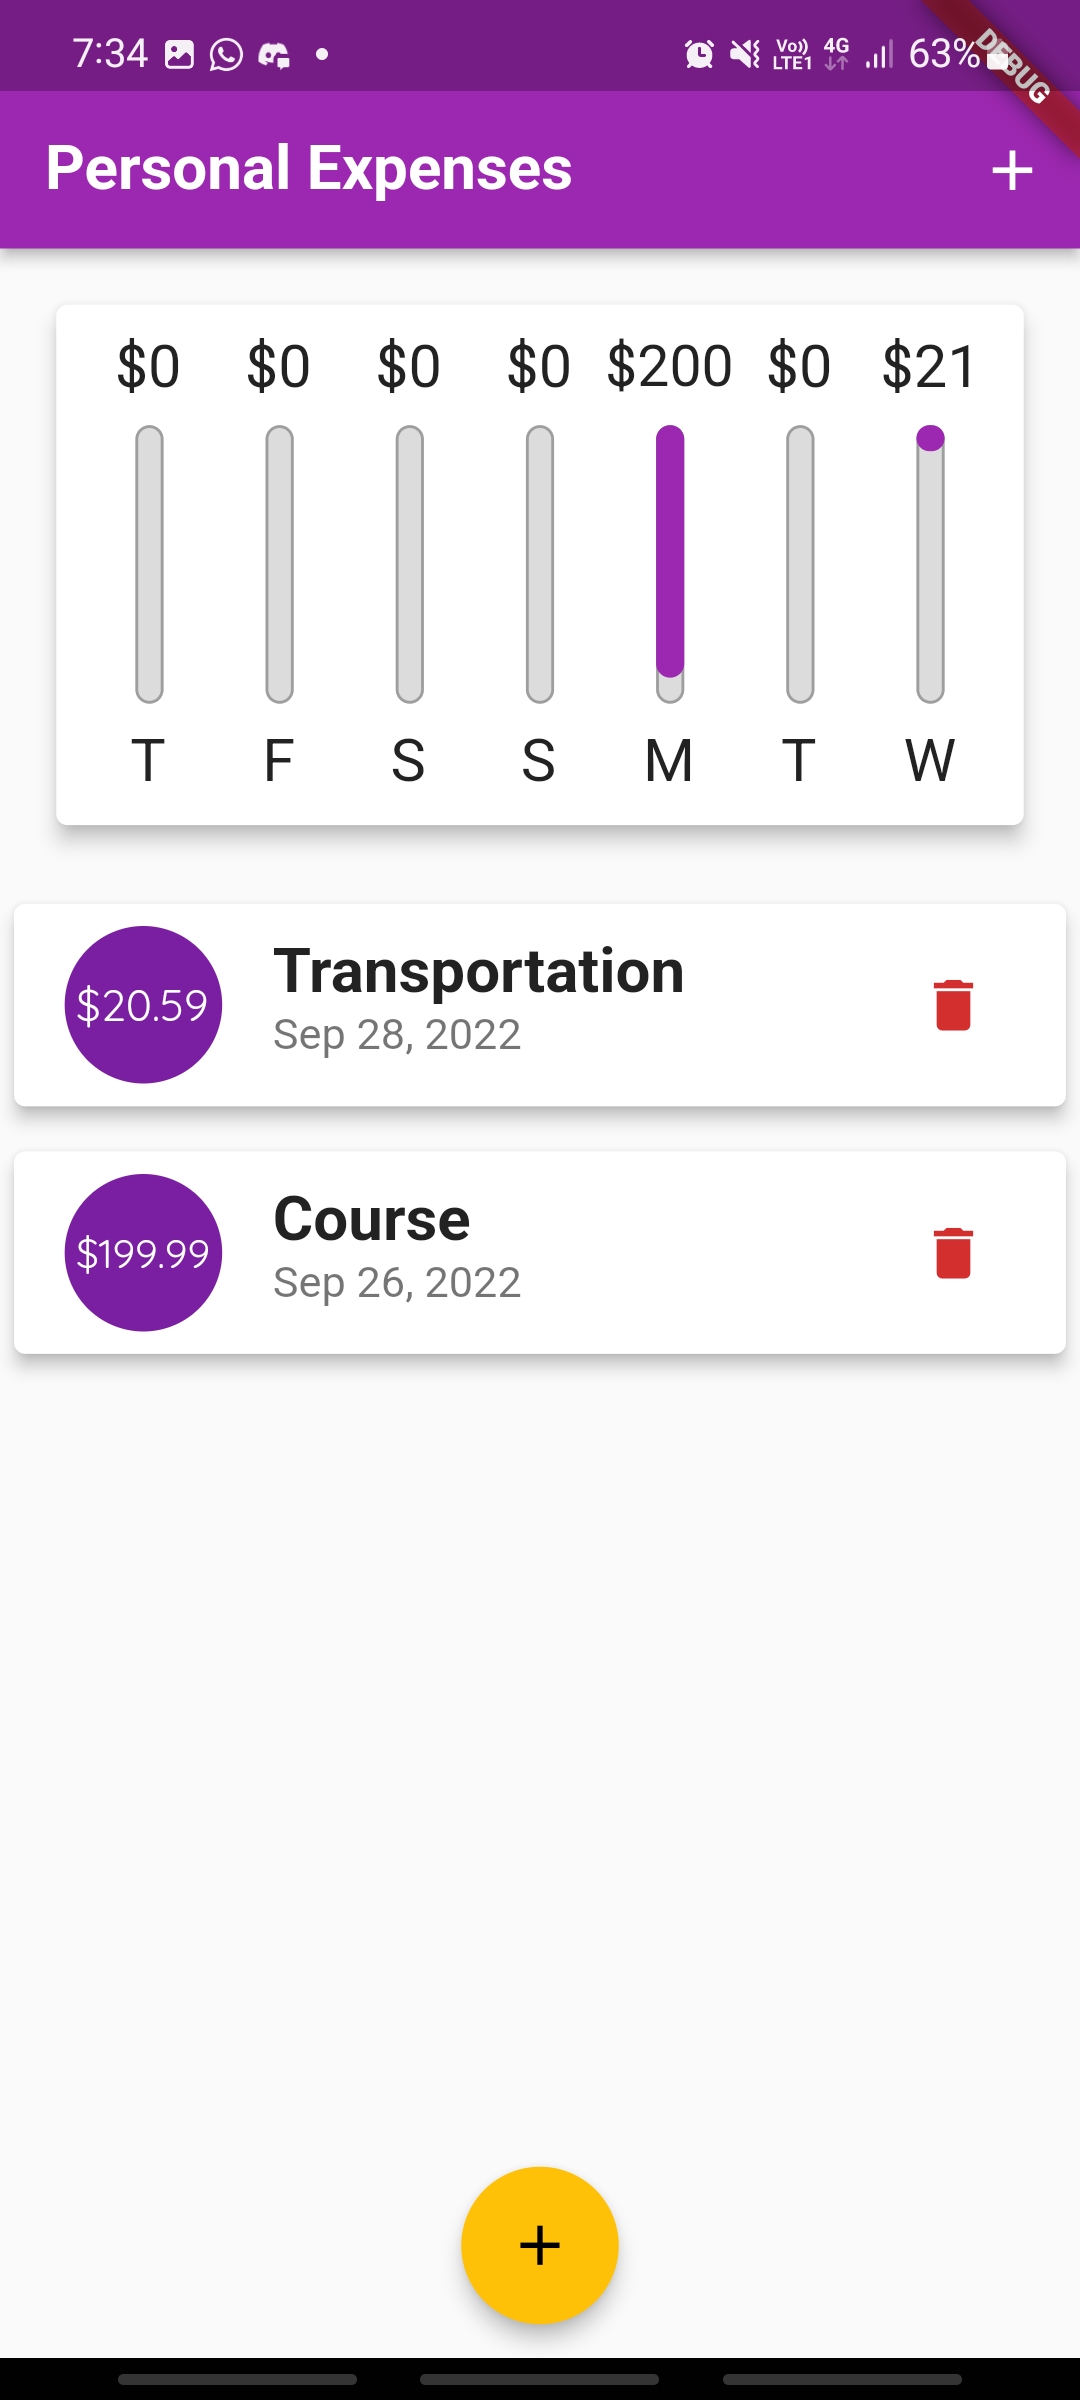 7:34 Vo)) LTE1 4G 63%
DEBUG
Personal Expenses
$0 $0 $0 $0 $200 $0 $21
T F S S M T W
$20.59
Transportation
Sep 28, 2022
$199.99
Course
Sep 26, 2022